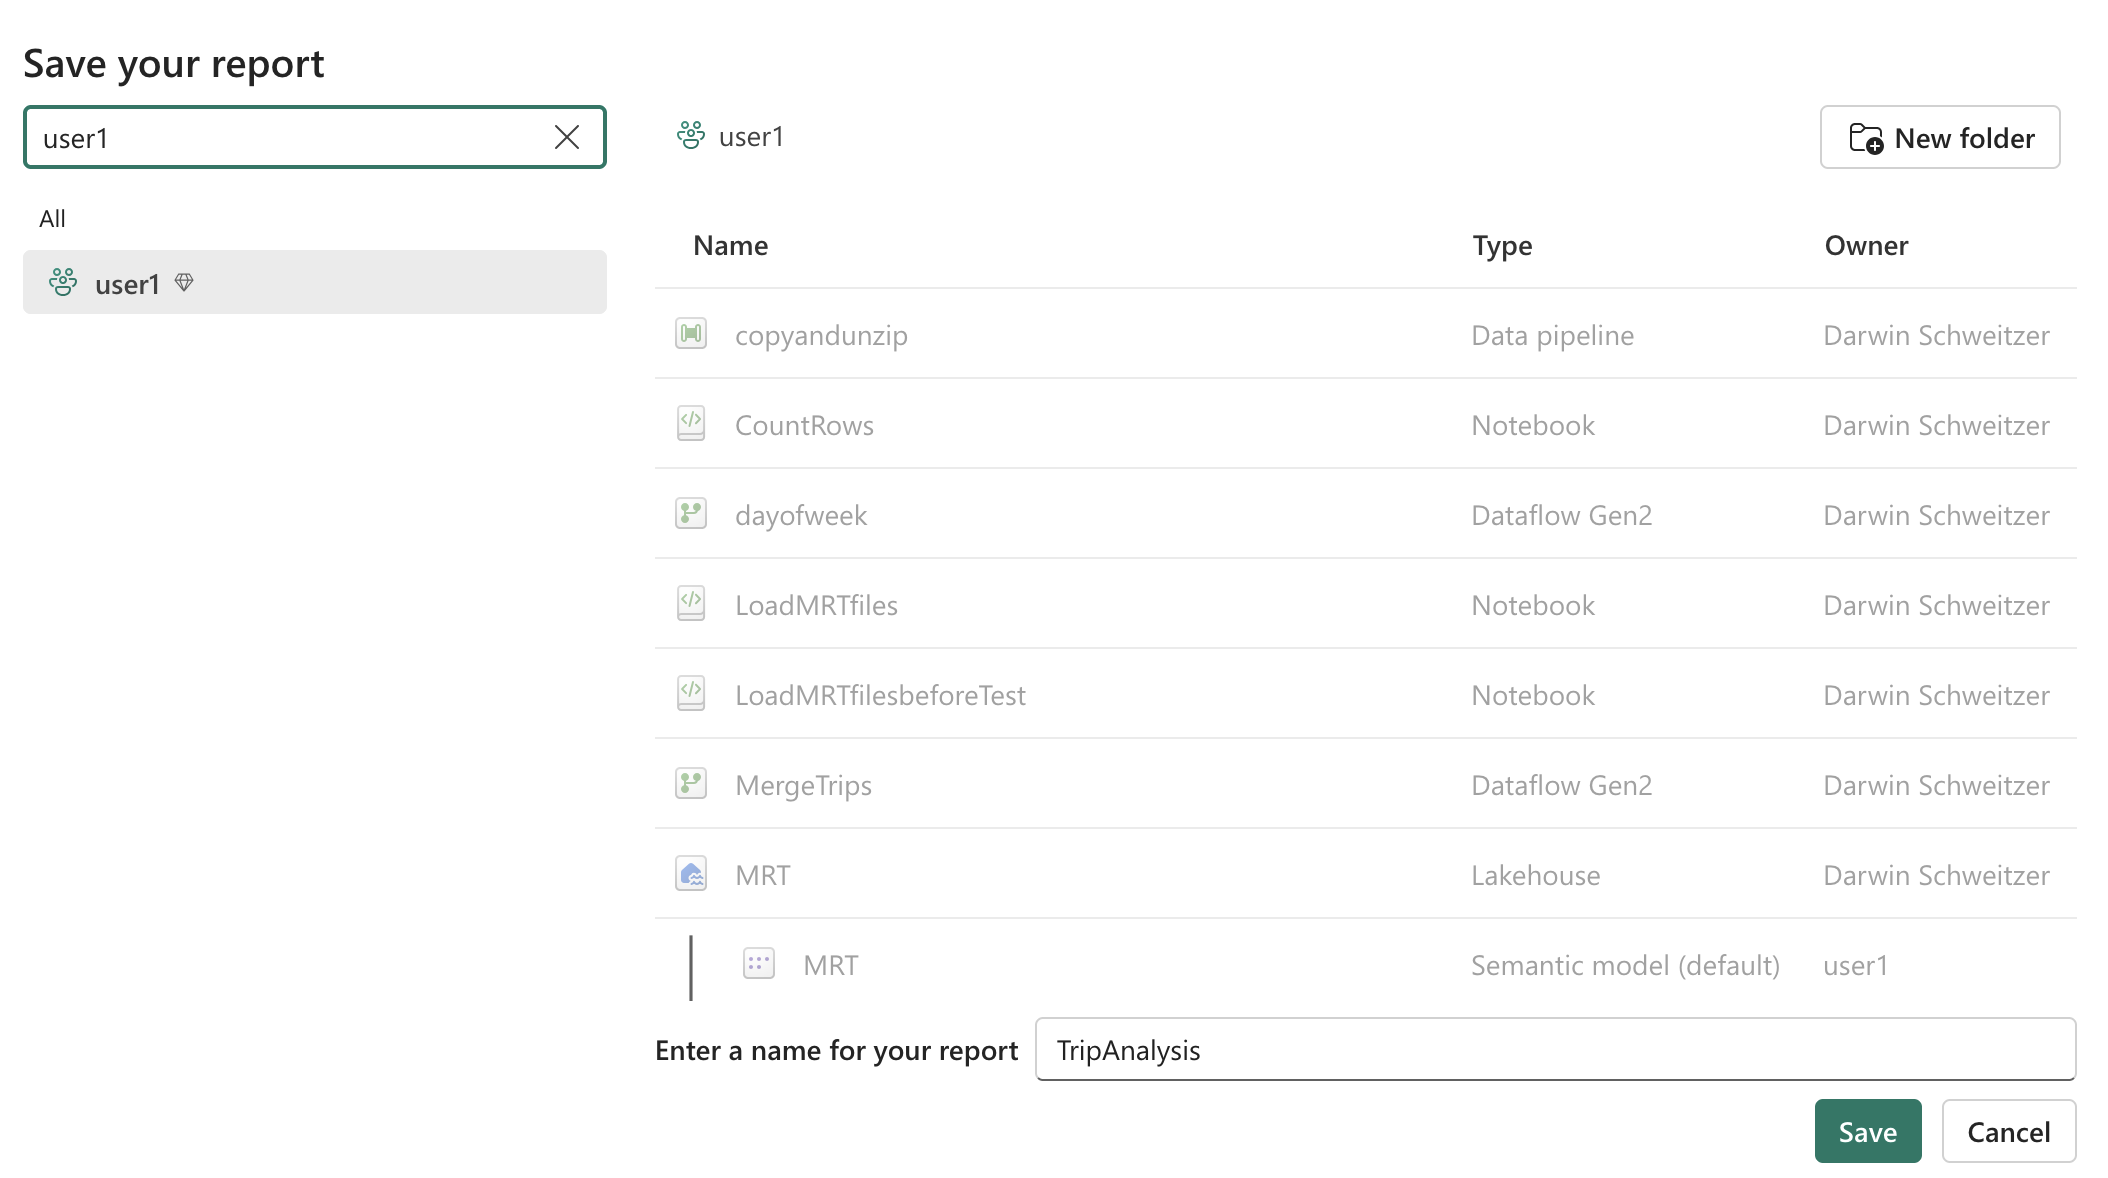 Save your report
user1
user1
New folder
All
user1
Name Type Owner
copyandunzip Data pipeline Darwin Schweitzer
CountRows Notebook Darwin Schweitzer
dayofweek Dataflow Gen2 Darwin Schweitzer
LoadMRTfiles Notebook Darwin Schweitzer
LoadMRTfilesbeforeTest Notebook Darwin Schweitzer
MergeTrips Dataflow Gen2 Darwin Schweitzer
MRT Lakehouse Darwin Schweitzer
MRT Semantic model (default) user1
Enter a name for your report TripAnalysis
Save Cancel